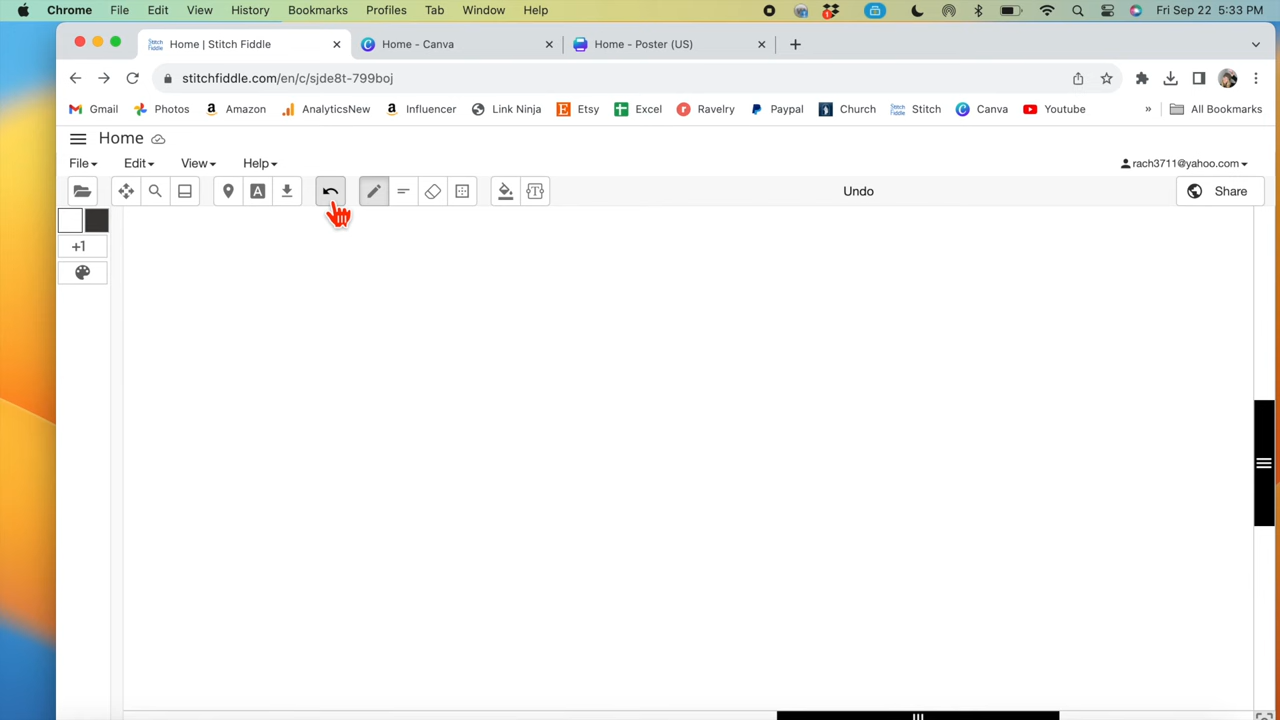 Chrome File Edit View History Bookmarks Profiles Tab Window Help Fri Sep 22 5:33 PM
Home | Stitch Fiddle Home - Canva Home - Poster (US)
stitchfiddle.com/en/c/sjde8t-799boj
Gmail Photos Amazon AnalyticsNew Influencer Link Ninja Etsy Excel Ravelry Paypal Church Stitch Canva Youtube » All Bookmarks
Home
File Edit View Help rach3711@yahoo.com
A T Undo Share
+1